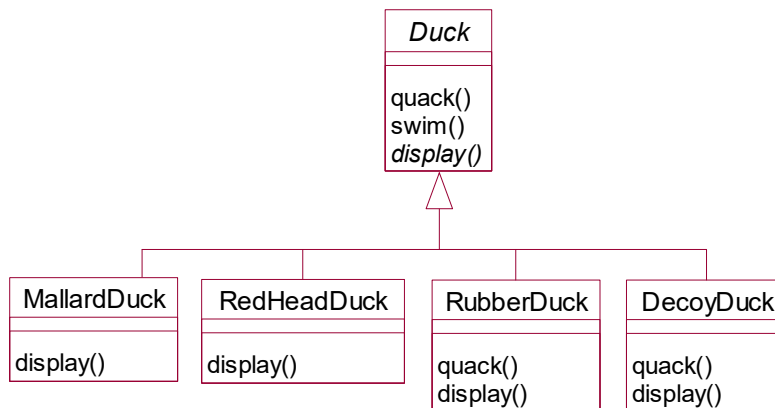 Duck
quack()
swim()
display()
MallardDuck
display()
RedHeadDuck
display()
RubberDuck
quack()
display()
DecoyDuck
quack()
display()